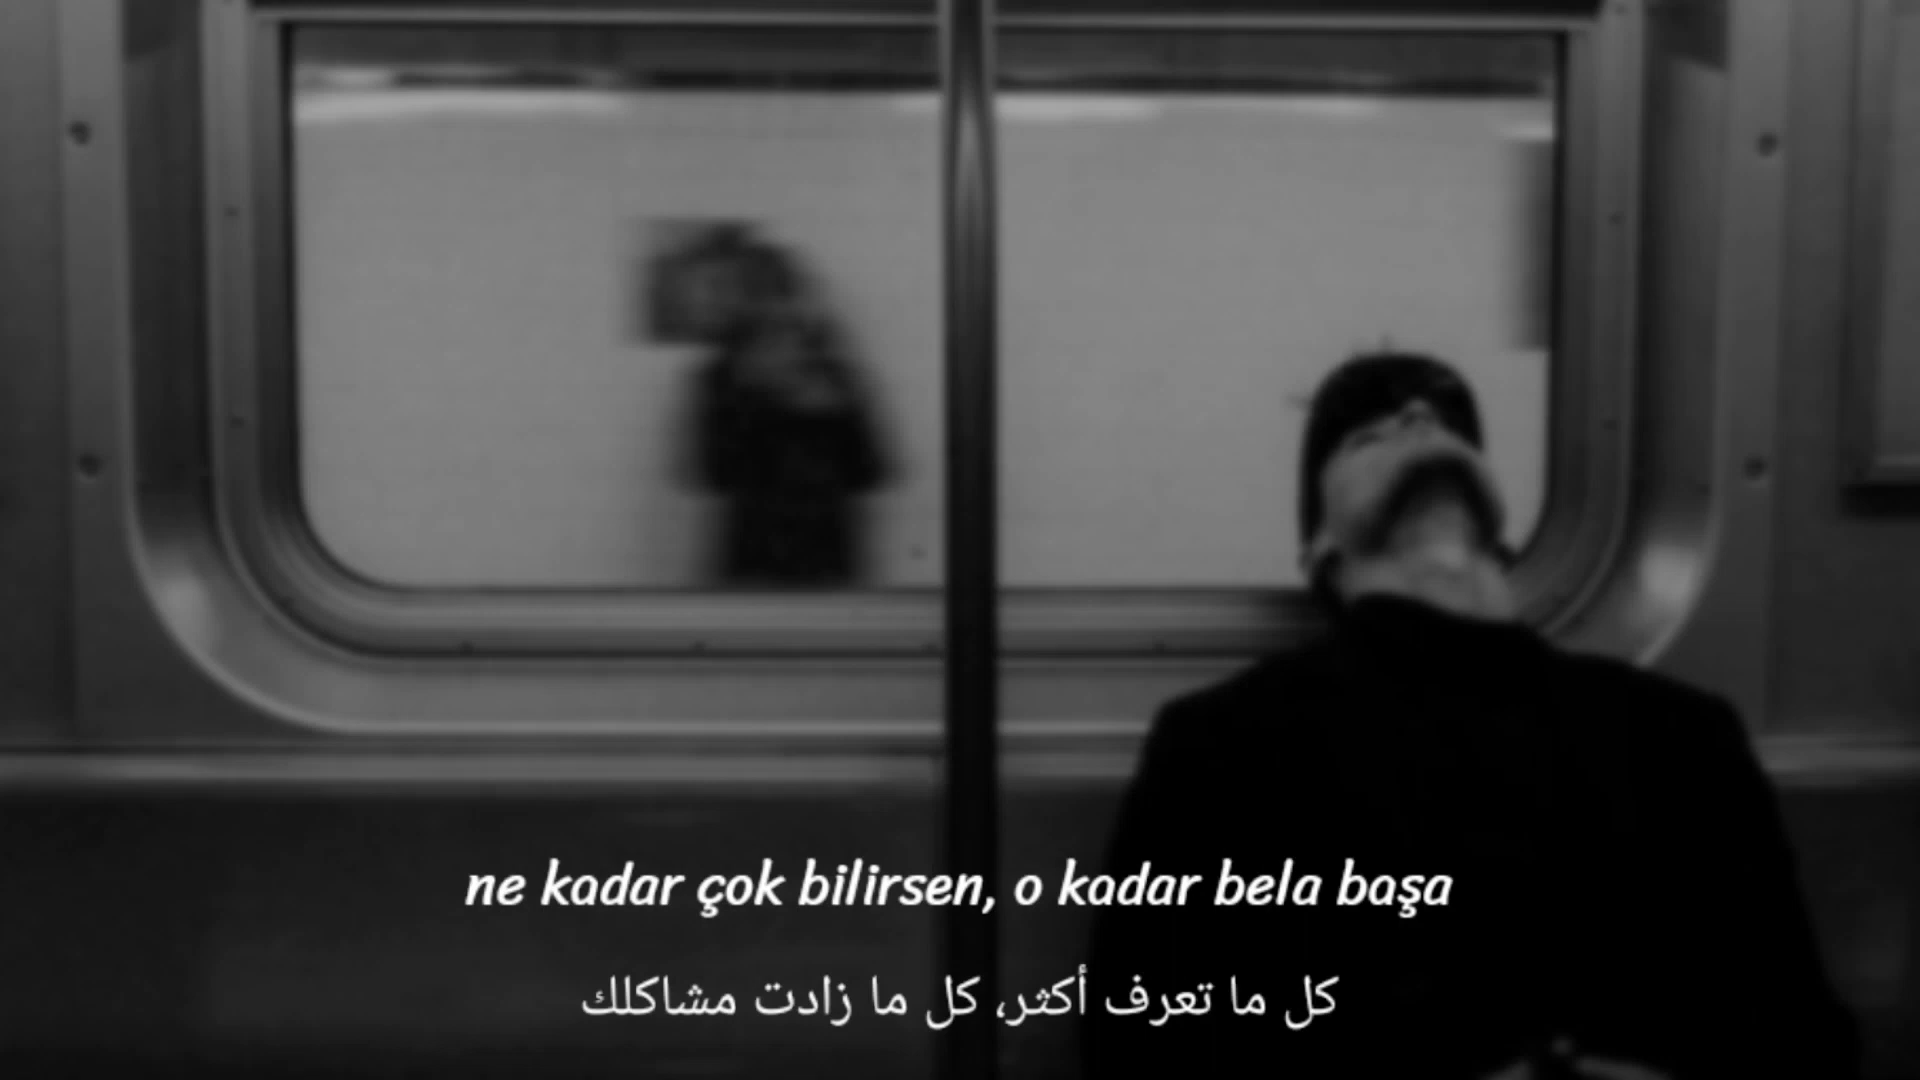 ne kadar çok bilirsen, o kadar bela başa
كل ما تعرف أكثر، كل ما زادت مشاكلك